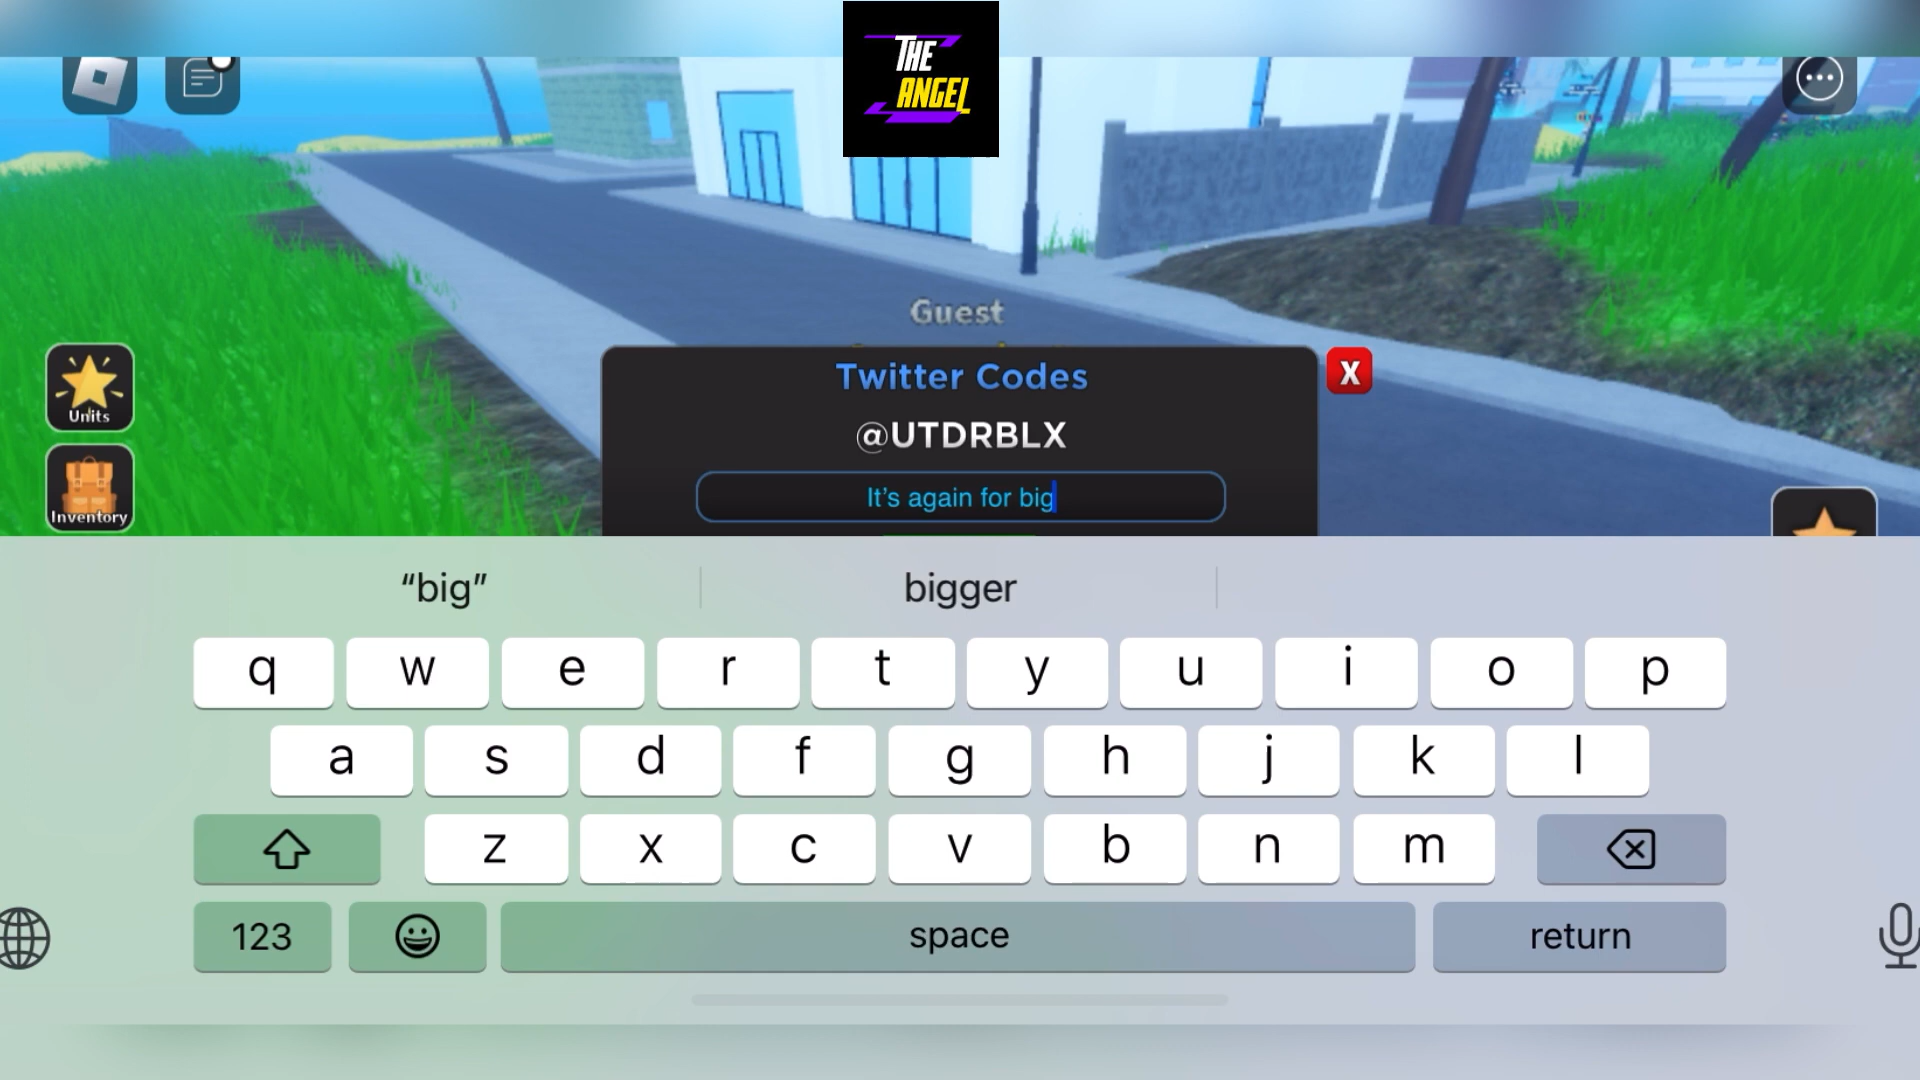 THE
ANGEL
Guest
Twitter Codes
X
@UTDRBLX
It's again for big
Units
Inventory
“big”
bigger
q w e r t y u i o p
a s d f g h j k l
z x c v b n m
123
space
return